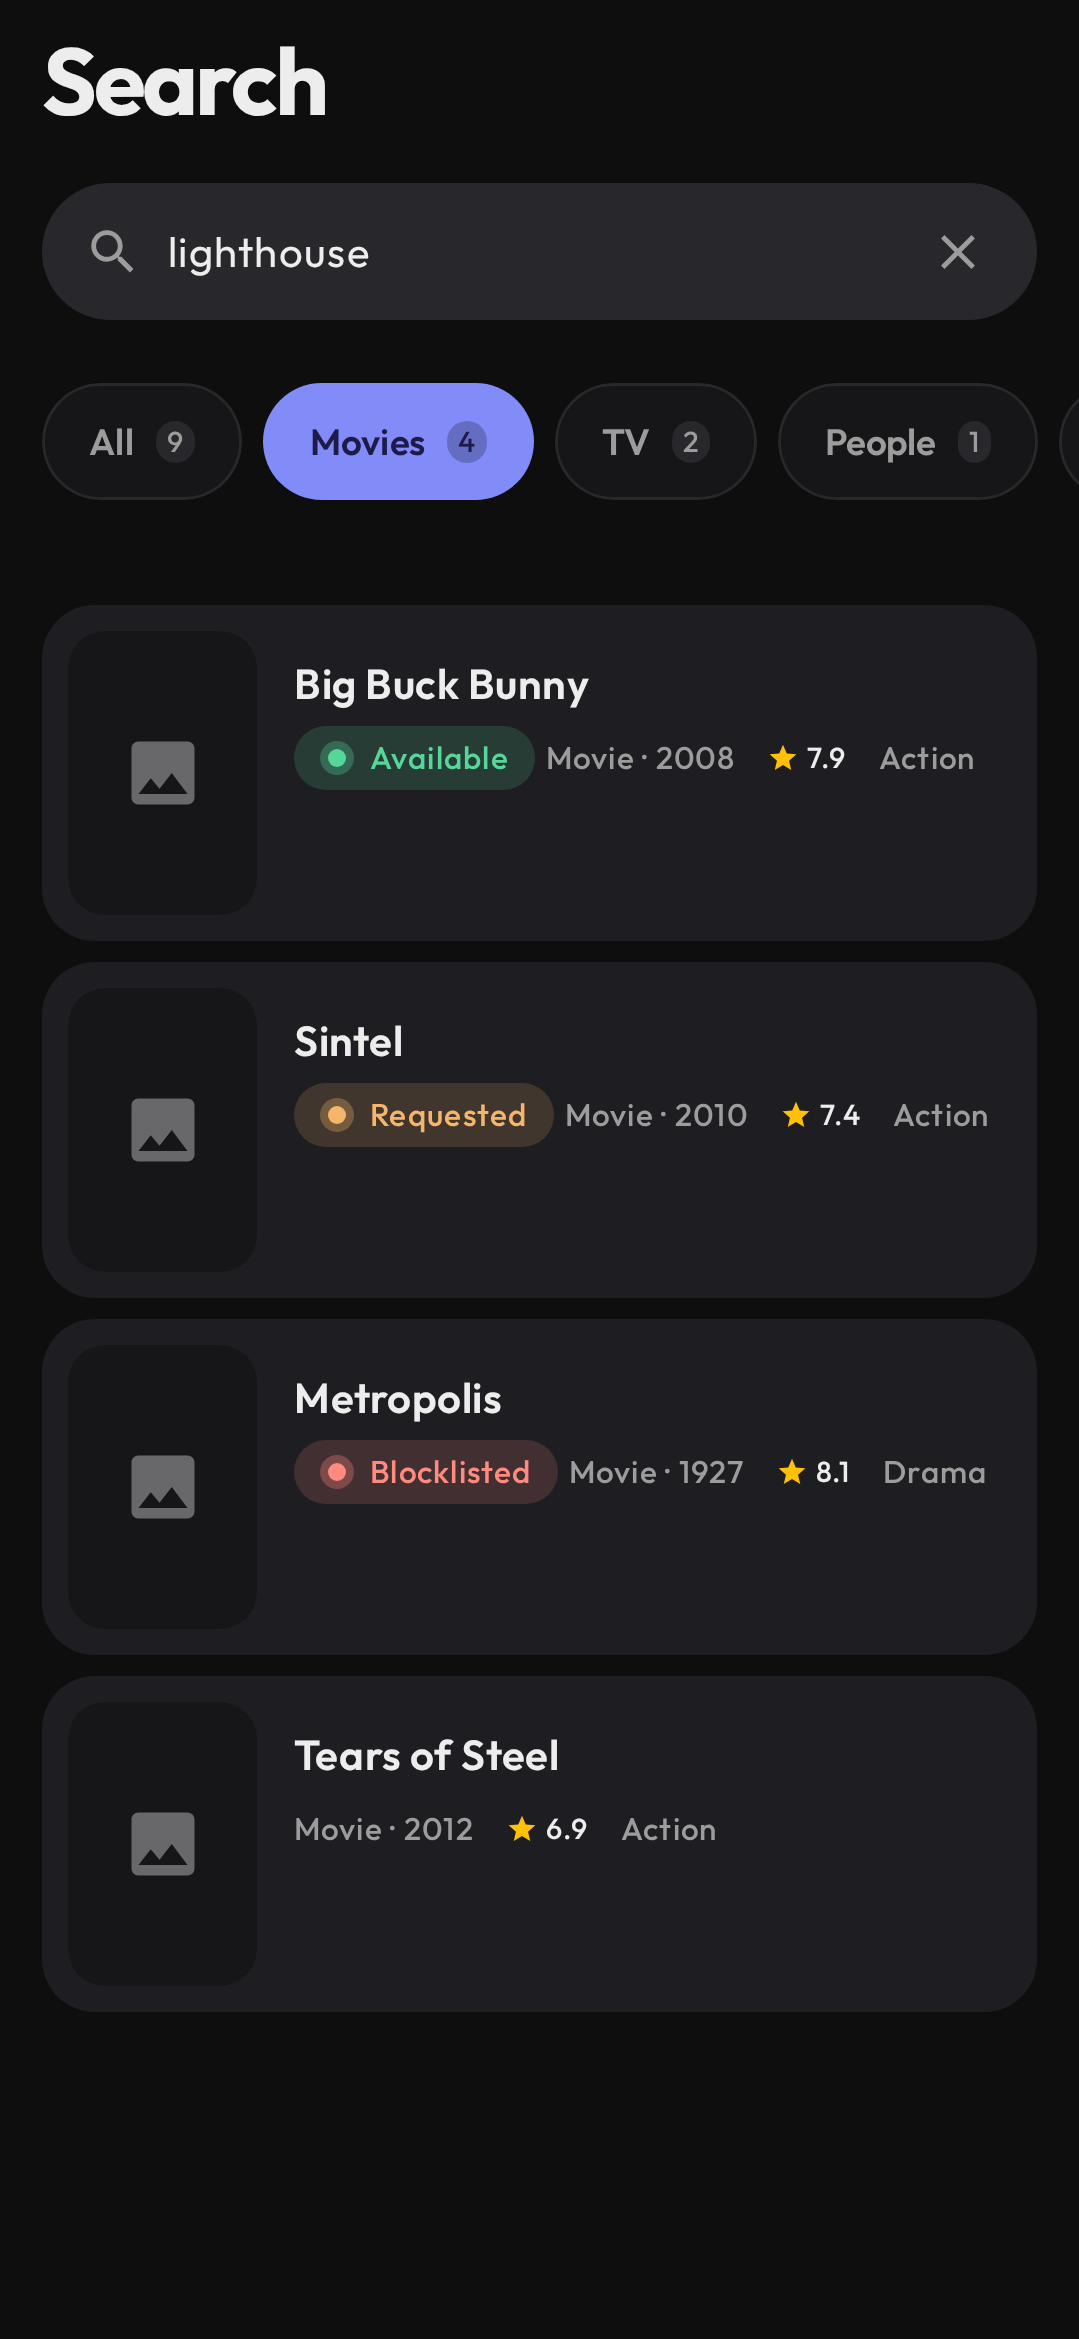 Search
lighthouse
All 9 Movies 4 TV 2 People 1
Big Buck Bunny
Available Movie · 2008 7.9 Action
Sintel
Requested Movie · 2010 7.4 Action
Metropolis
Blocklisted Movie · 1927 8.1 Drama
Tears of Steel
Movie · 2012 6.9 Action